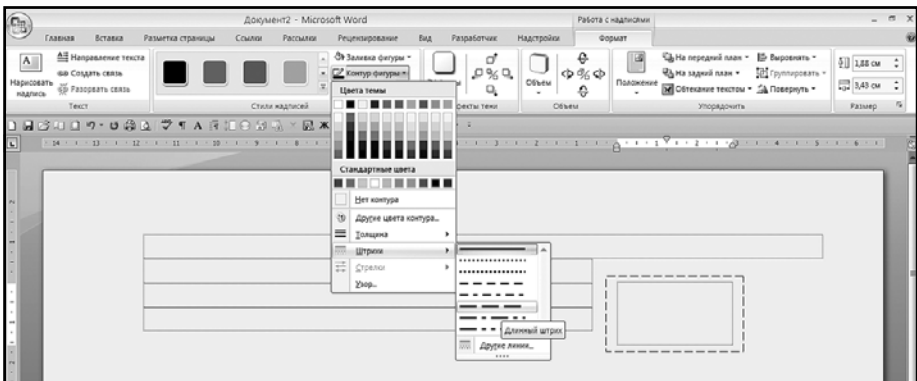 Документ2 - Microsoft Word
Работа с надписями
Главная Вставка Разметка страницы Ссылки Рассылки Рецензирование Вид Разработчик Надстройки Формат
Нарисовать надпись
Направление текста
Создать связь
Разорвать связь
Текст
Стили надписей
Заливка фигуры
Контур фигуры
Объем
Объем
Положение
На передний план
На задний план
Обтекание текстом
Выровнять
Группировать
Повернуть
Упорядочить
1,88 см
3,43 см
Размер
Цвета темы
Стандартные цвета
Нет контура
Другие цвета контура...
Толщина
Штрихи
Стрелки
Узор...
Длинный штрих
Другие линии...